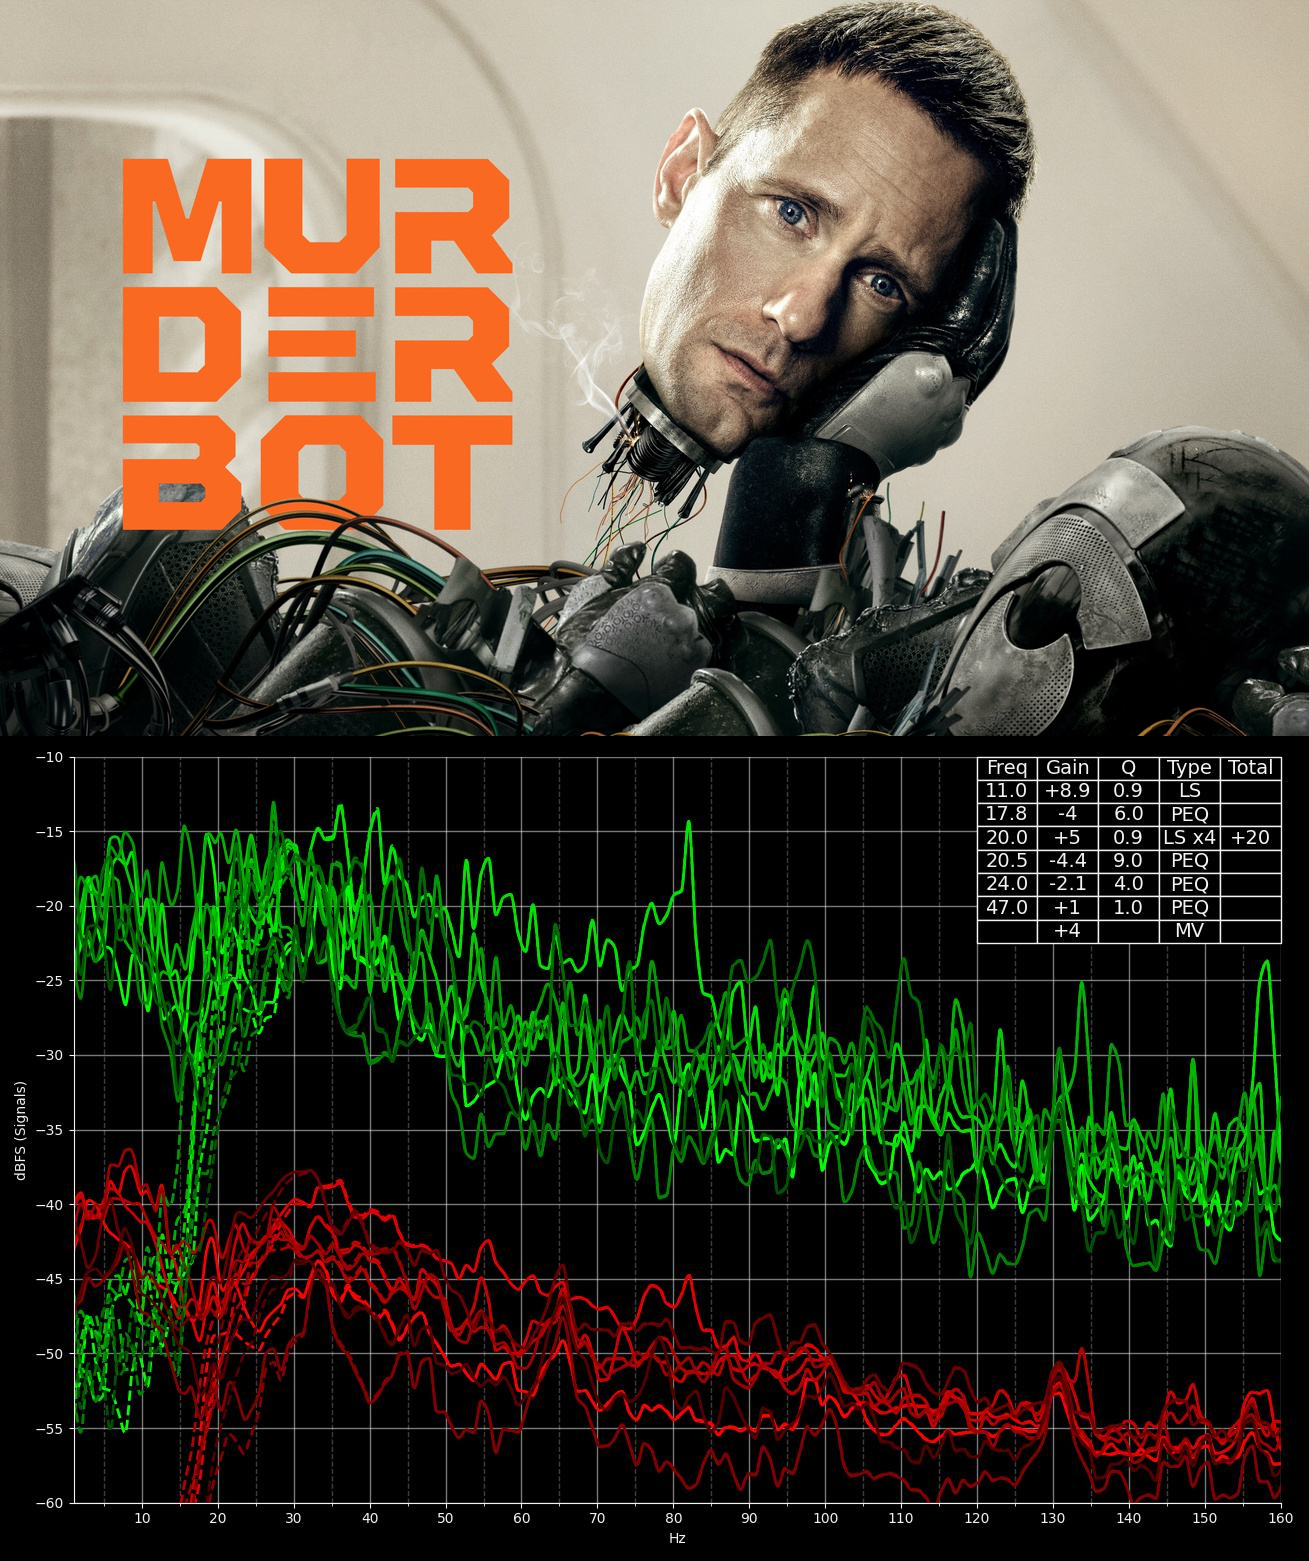 MUR
DER
BOT
Freq Gain Q Type Total
11.0 +8.9 0.9 LS
17.8 -4 6.0 PEQ
20.0 +5 0.9 LS x4 +20
20.5 -4.4 9.0 PEQ
24.0 -2.1 4.0 PEQ
47.0 +1 1.0 PEQ
+4 MV
−10
−15
−20
−25
−30
−35
−40
−45
−50
−55
−60
dBFS (Signals)
10 20 30 40 50 60 70 80 90 100 110 120 130 140 150 160
Hz